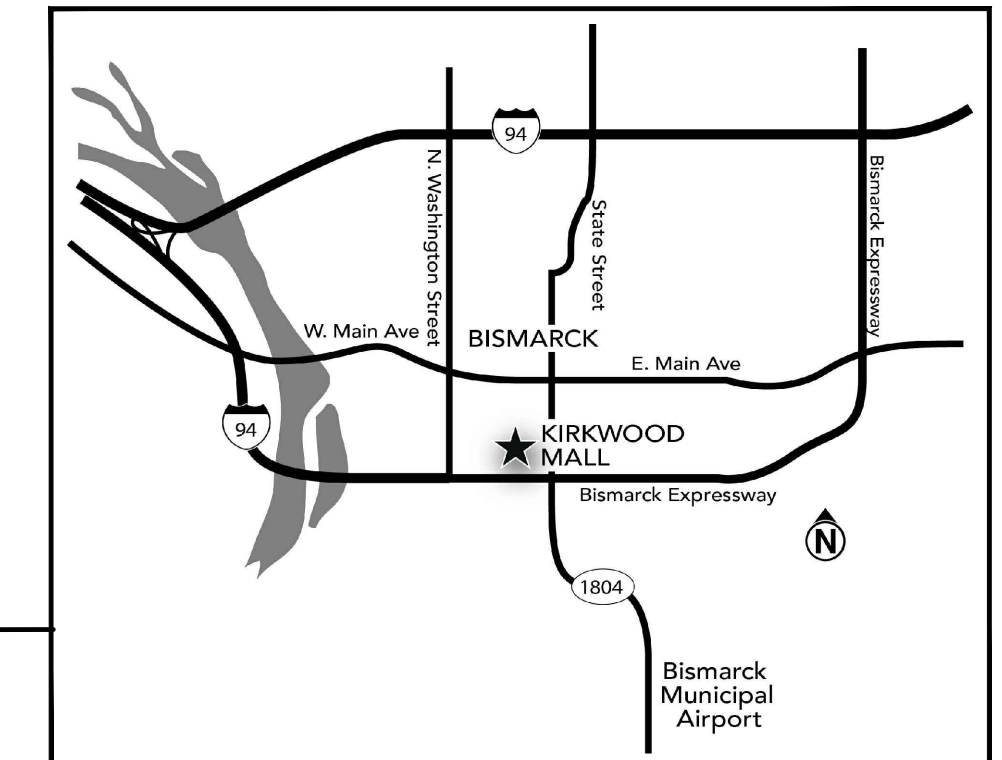 94
N. Washington Street
State Street
Bismarck Expressway
W. Main Ave
BISMARCK
E. Main Ave
94
KIRKWOOD
MALL
Bismarck Expressway
N
1804
Bismarck
Municipal
Airport